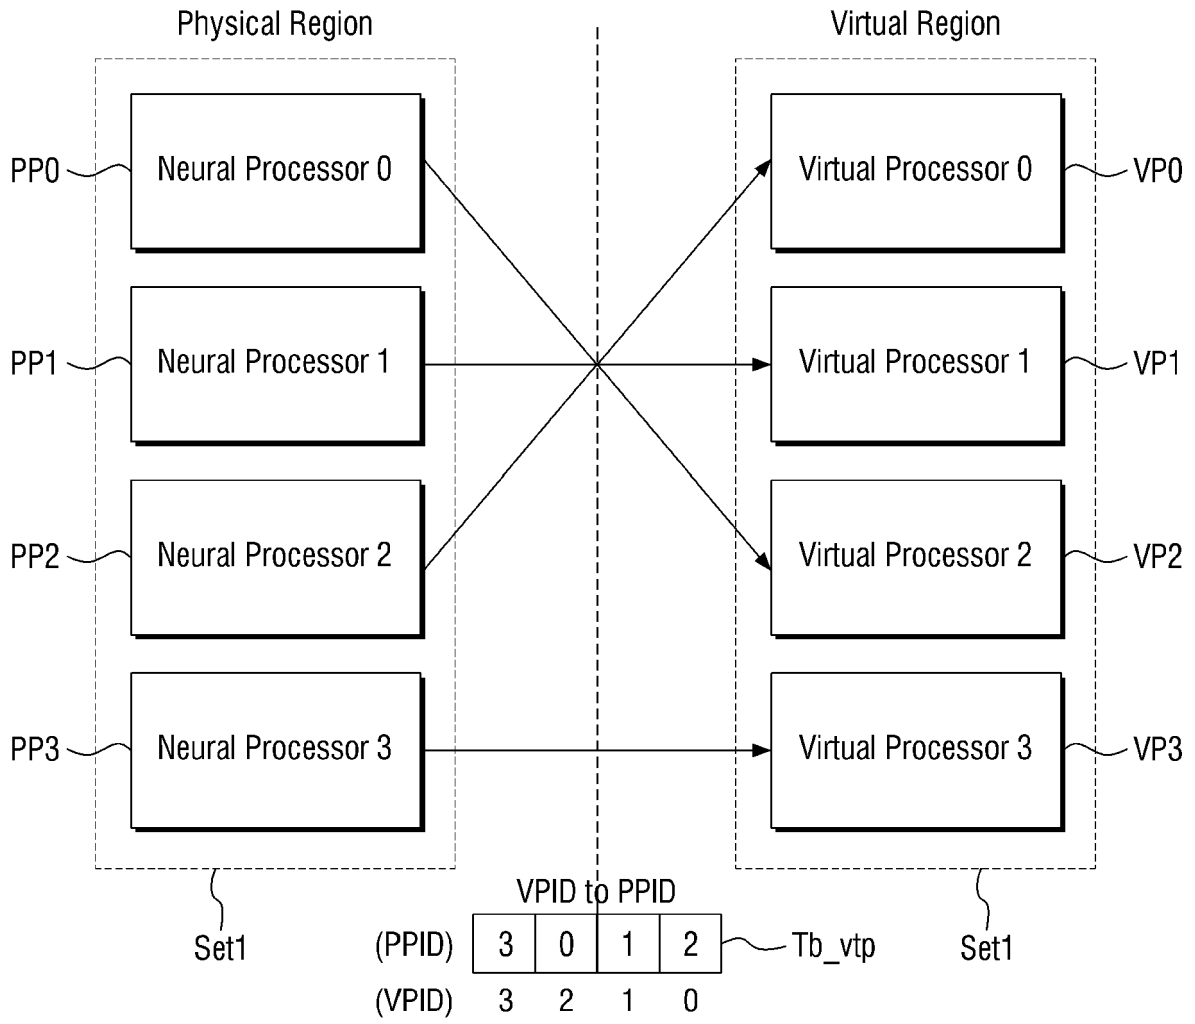 Physical Region Virtual Region
PP0 Neural Processor 0 Virtual Processor 0 VP0
PP1 Neural Processor 1 Virtual Processor 1 VP1
PP2 Neural Processor 2 Virtual Processor 2 VP2
PP3 Neural Processor 3 Virtual Processor 3 VP3
VPID to PPID
Set1 (PPID) 3 0 1 2 Tb_vtp Set1
(VPID) 3 2 1 0